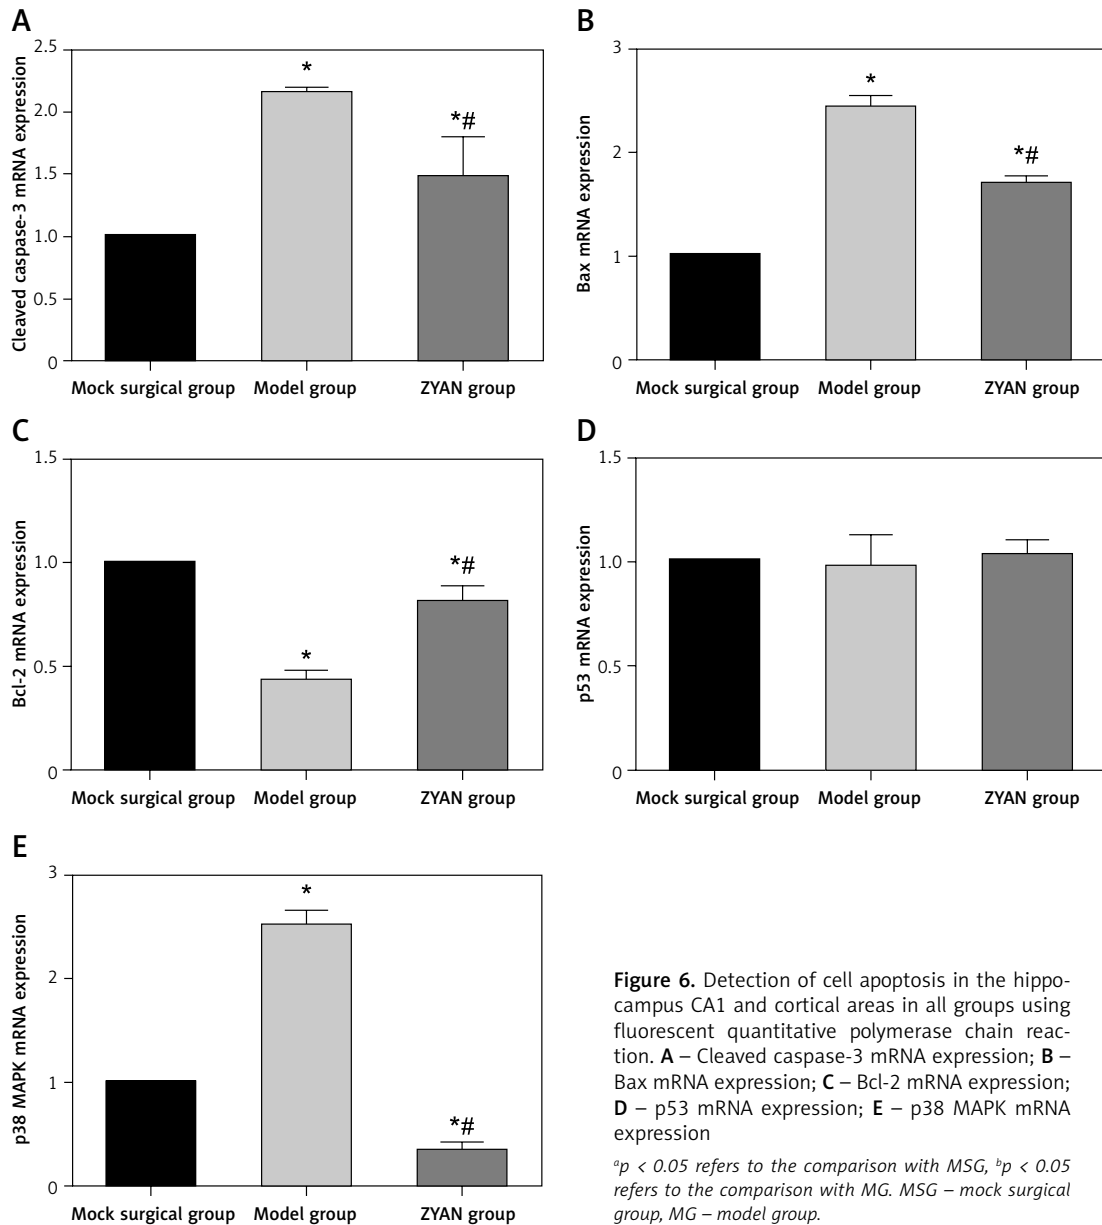 A
Cleaved caspase-3 mRNA expression
2.5
2.0
1.5
1.0
0.5
0
*
*#
Mock surgical group Model group ZYAN group
B
Bax mRNA expression
3
2
1
0
*
*#
Mock surgical group Model group ZYAN group
C
Bcl-2 mRNA expression
1.5
1.0
0.5
0
*
*#
Mock surgical group Model group ZYAN group
D
p53 mRNA expression
1.5
1.0
0.5
0
Mock surgical group Model group ZYAN group
E
p38 MAPK mRNA expression
3
2
1
0
*
*#
Mock surgical group Model group ZYAN group
Figure 6. Detection of cell apoptosis in the hippo-
campus CA1 and cortical areas in all groups using
fluorescent quantitative polymerase chain reac-
tion. A – Cleaved caspase-3 mRNA expression; B –
Bax mRNA expression; C – Bcl-2 mRNA expression;
D – p53 mRNA expression; E – p38 MAPK mRNA
expression
ᵃp < 0.05 refers to the comparison with MSG, ᵇp < 0.05
refers to the comparison with MG. MSG – mock surgical
group, MG – model group.